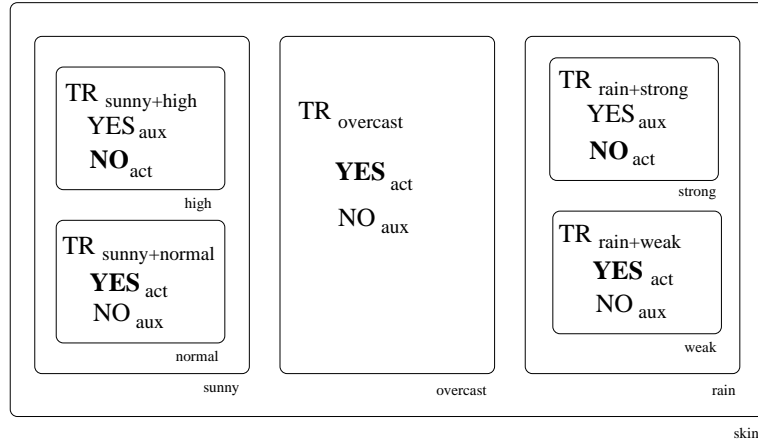 TR sunny+high
YES aux
NO act
high
TR sunny+normal
YES act
NO aux
normal
sunny
TR overcast
YES act
NO aux
overcast
TR rain+strong
YES aux
NO act
strong
TR rain+weak
YES act
NO aux
weak
rain
skin